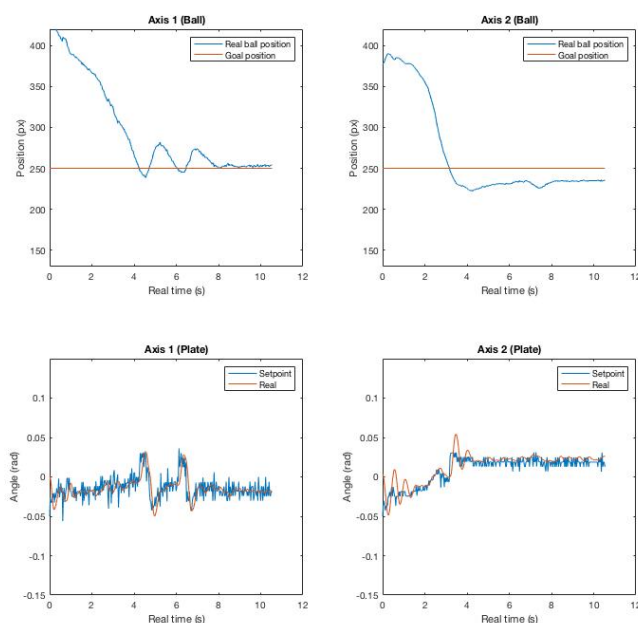 Axis 1 (Ball)
Position (px)
400
350
300
250
200
150
0 2 4 6 8 10 12
Real time (s)
Real ball position
Goal position
Axis 2 (Ball)
Position (px)
400
350
300
250
200
150
0 2 4 6 8 10 12
Real time (s)
Real ball position
Goal position
Axis 1 (Plate)
Angle (rad)
0.1
0.05
0
-0.05
-0.1
-0.15
0 2 4 6 8 10 12
Real time (s)
Setpoint
Real
Axis 2 (Plate)
Angle (rad)
0.1
0.05
0
-0.05
-0.1
-0.15
0 2 4 6 8 10 12
Real time (s)
Setpoint
Real